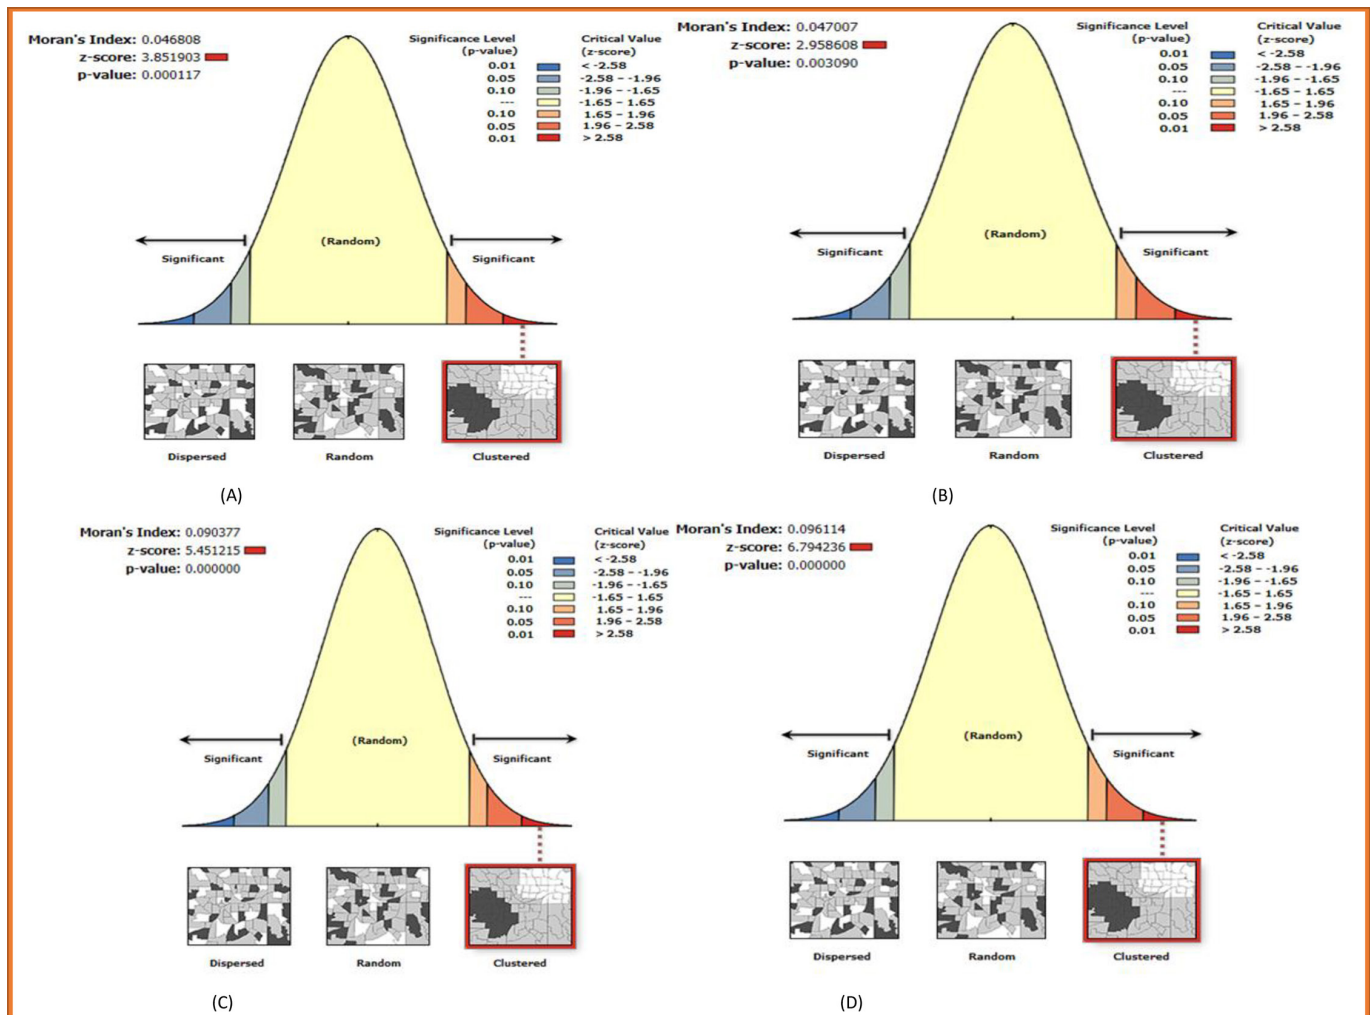 Moran's Index: 0.046808
z-score: 3.851903
p-value: 0.000117
Significance Level (p-value)
Critical Value (z-score)
0.01 < -2.58
0.05 -2.58 – -1.96
0.10 -1.96 – -1.65
--- -1.65 – 1.65
0.10 1.65 – 1.96
0.05 1.96 – 2.58
0.01 > 2.58
(Random)
Significant
Significant
Dispersed
Random
Clustered
(A)
Moran's Index: 0.047007
z-score: 2.958608
p-value: 0.003090
Significance Level (p-value)
Critical Value (z-score)
0.01 < -2.58
0.05 -2.58 – -1.96
0.10 -1.96 – -1.65
--- -1.65 – 1.65
0.10 1.65 – 1.96
0.05 1.96 – 2.58
0.01 > 2.58
(Random)
Significant
Significant
Dispersed
Random
Clustered
(B)
Moran's Index: 0.090377
z-score: 5.451215
p-value: 0.000000
Significance Level (p-value)
Critical Value (z-score)
0.01 < -2.58
0.05 -2.58 – -1.96
0.10 -1.96 – -1.65
--- -1.65 – 1.65
0.10 1.65 – 1.96
0.05 1.96 – 2.58
0.01 > 2.58
(Random)
Significant
Significant
Dispersed
Random
Clustered
(C)
Moran's Index: 0.096114
z-score: 6.794236
p-value: 0.000000
Significance Level (p-value)
Critical Value (z-score)
0.01 < -2.58
0.05 -2.58 – -1.96
0.10 -1.96 – -1.65
--- -1.65 – 1.65
0.10 1.65 – 1.96
0.05 1.96 – 2.58
0.01 > 2.58
(Random)
Significant
Significant
Dispersed
Random
Clustered
(D)